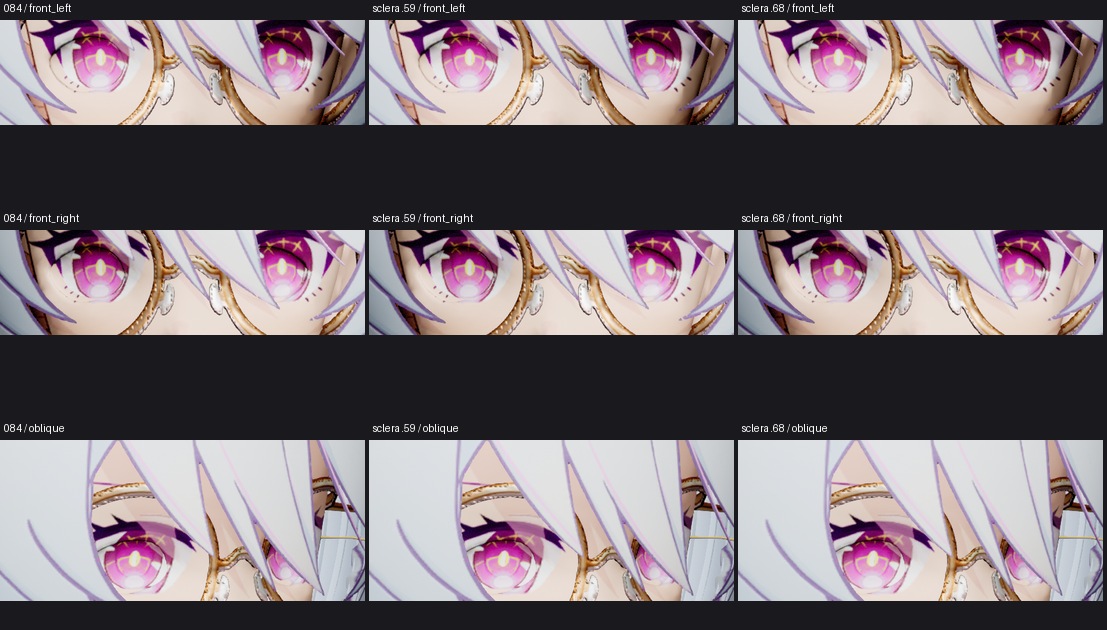 084 / front_left
sclera .59 / front_left
sclera .68 / front_left
084 / front_right
sclera .59 / front_right
sclera .68 / front_right
084 / oblique
sclera .59 / oblique
sclera .68 / oblique